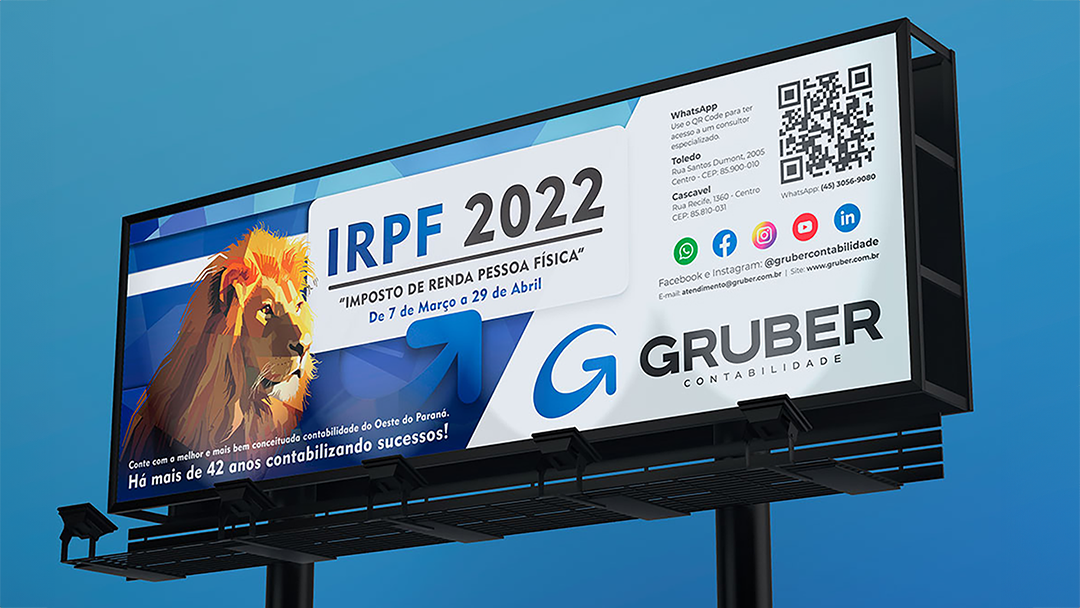 IRPF 2022
"IMPOSTO DE RENDA PESSOA FÍSICA"
De 7 de Março a 29 de Abril
Conte com a melhor e mais bem conceituada contabilidade do Oeste do Paraná.
Há mais de 42 anos contabilizando sucessos!
WhatsApp
Use o QR Code para ter
acesso a um consultor
especializado.
Toledo
Rua Santos Dumont, 2005
Centro - CEP: 85.900-010
Cascavel
Rua Recife, 1360 - Centro
CEP: 85.810-031
WhatsApp: (45) 3056-9080
in
Facebook e Instagram: @grubercontabilidade
E-mail: atendimento@gruber.com.br | Site: www.gruber.com.br
G GRUBER
CONTABILIDADE